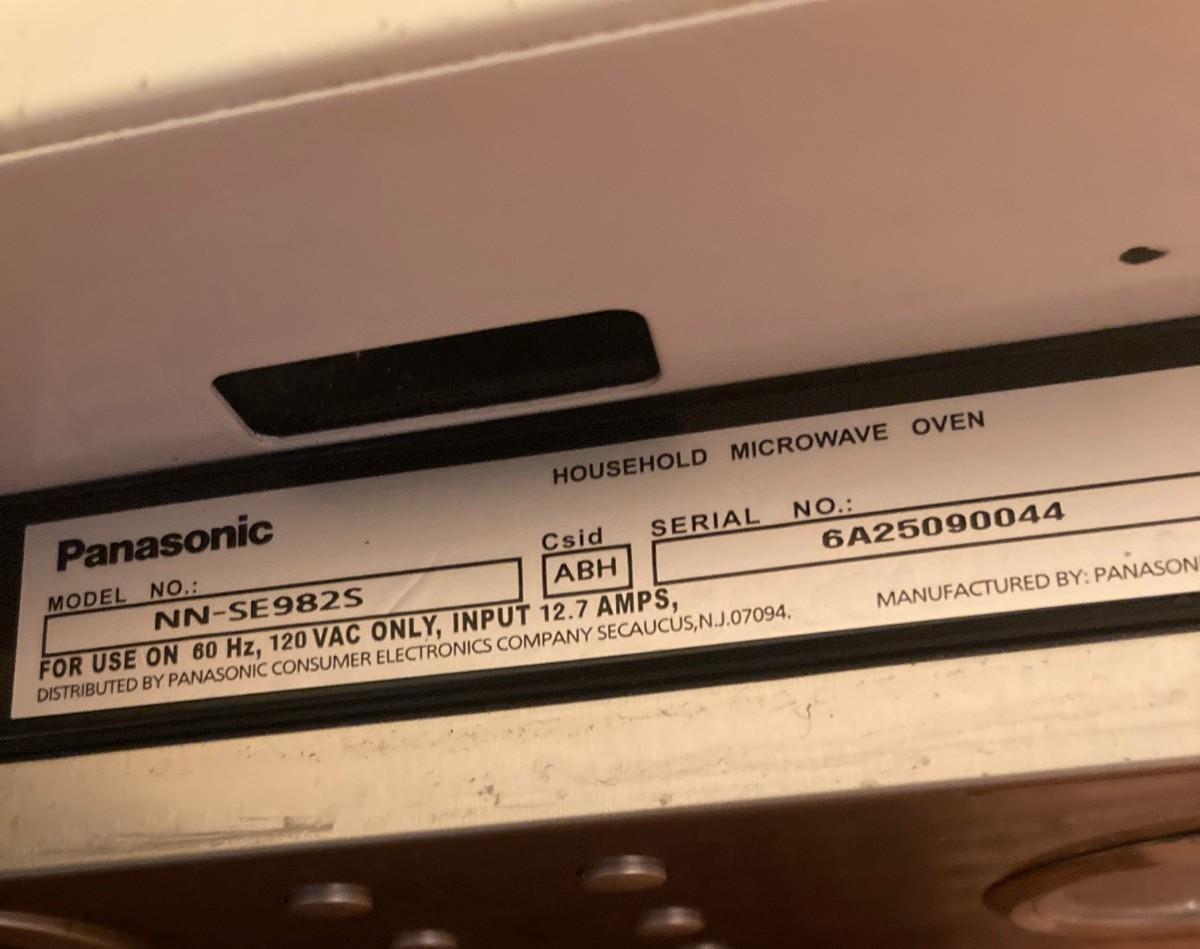 HOUSEHOLD MICROWAVE OVEN
Panasonic
MODEL NO.:
NN-SE982S
Csid
ABH
SERIAL NO.:
6A25090044
FOR USE ON 60 Hz, 120 VAC ONLY, INPUT 12.7 AMPS,
DISTRIBUTED BY PANASONIC CONSUMER ELECTRONICS COMPANY SECAUCUS,N.J.07094.
MANUFACTURED BY: PANASON